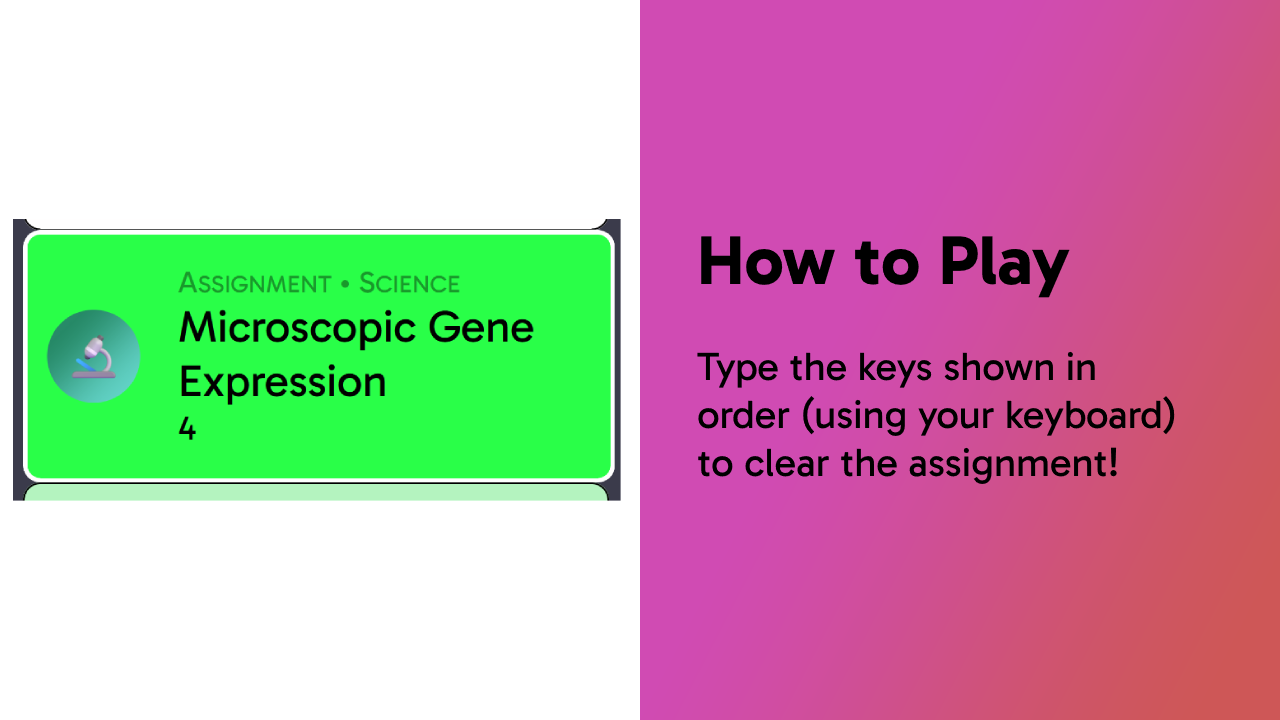 Assignment • Science
Microscopic Gene
Expression
4
How to Play
Type the keys shown in
order (using your keyboard)
to clear the assignment!